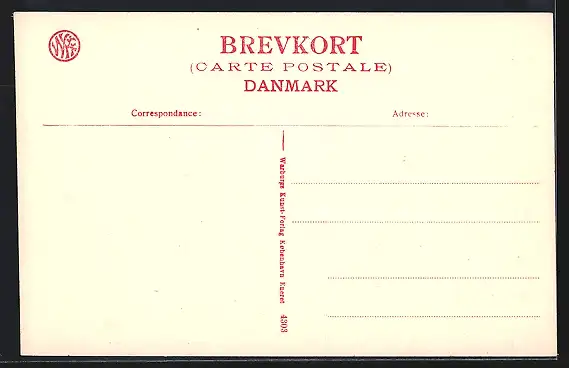 BREVKORT
(CARTE POSTALE)
DANMARK
Correspondance:
Adresse:
Warburgs Kunst-Forlag København Eneret 4303